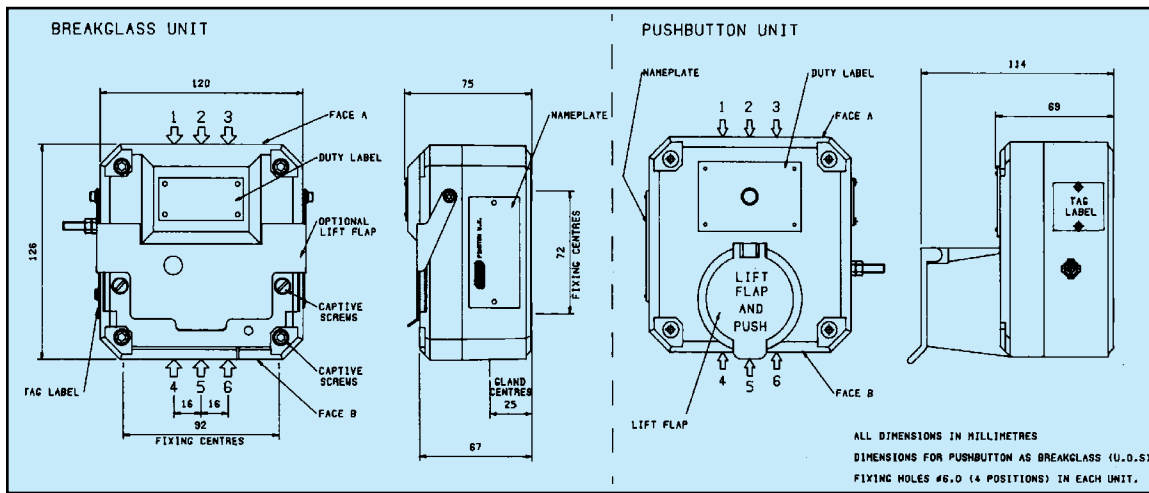 BREAKGLASS UNIT
120
1 2 3
FACE A
DUTY LABEL
OPTIONAL
LIFT FLAP
126
CAPTIVE
SCREWS
CAPTIVE
SCREWS
TAG LABEL
4 5 6
16 16
FACE B
92
FIXING CENTRES
75
NAMEPLATE
72
FIXING CENTRES
GLAND
CENTRES
25
67
PUSHBUTTON UNIT
NAMEPLATE
1 2 3
DUTY LABEL
FACE A
LIFT
FLAP
AND
PUSH
4 5 6
FACE B
LIFT FLAP
114
69
TAG
LABEL
ALL DIMENSIONS IN MILLIMETRES
DIMENSIONS FOR PUSHBUTTON AS BREAKGLASS (U.O.S)
FIXING HOLES ø6.0 (4 POSITIONS) IN EACH UNIT.